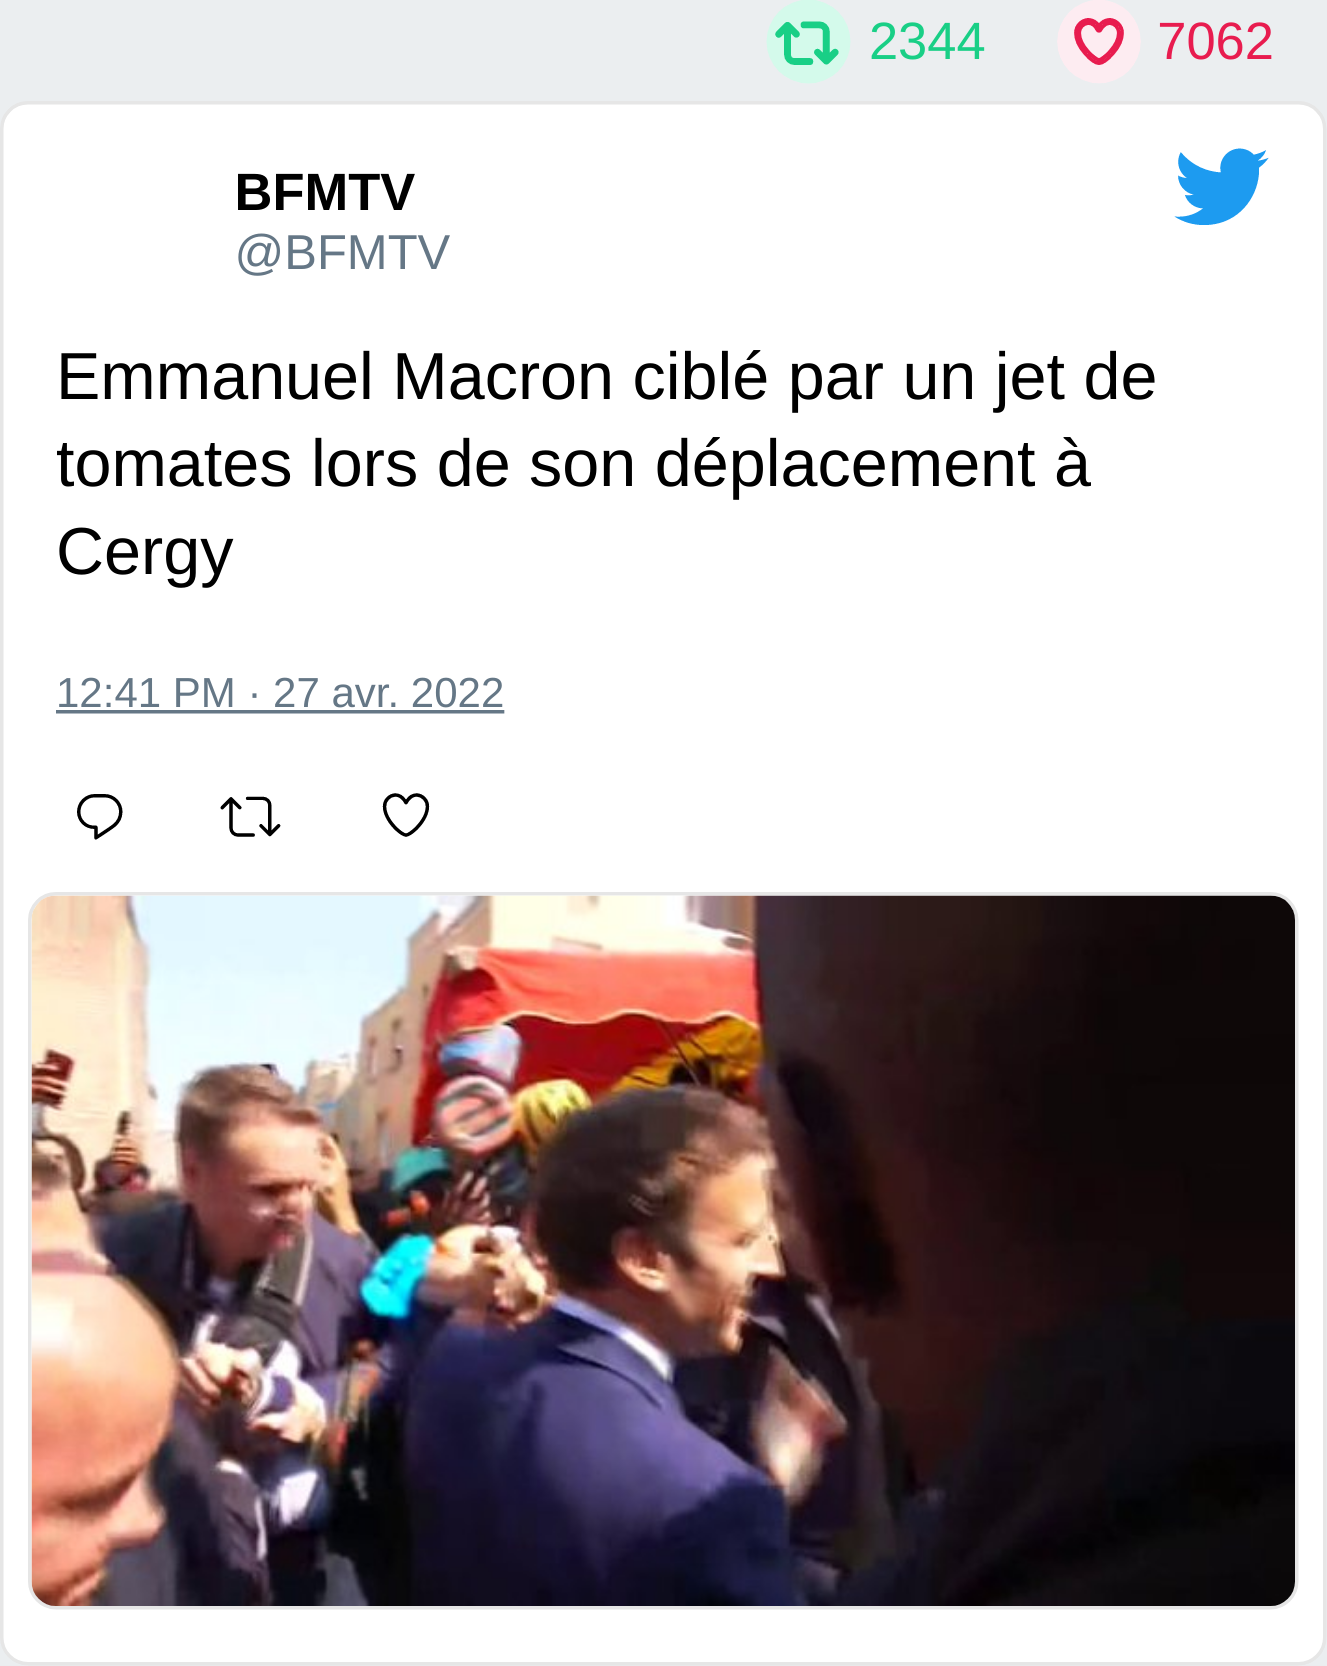 2344 7062
BFMTV
@BFMTV
Emmanuel Macron ciblé par un jet de
tomates lors de son déplacement à
Cergy
12:41 PM · 27 avr. 2022